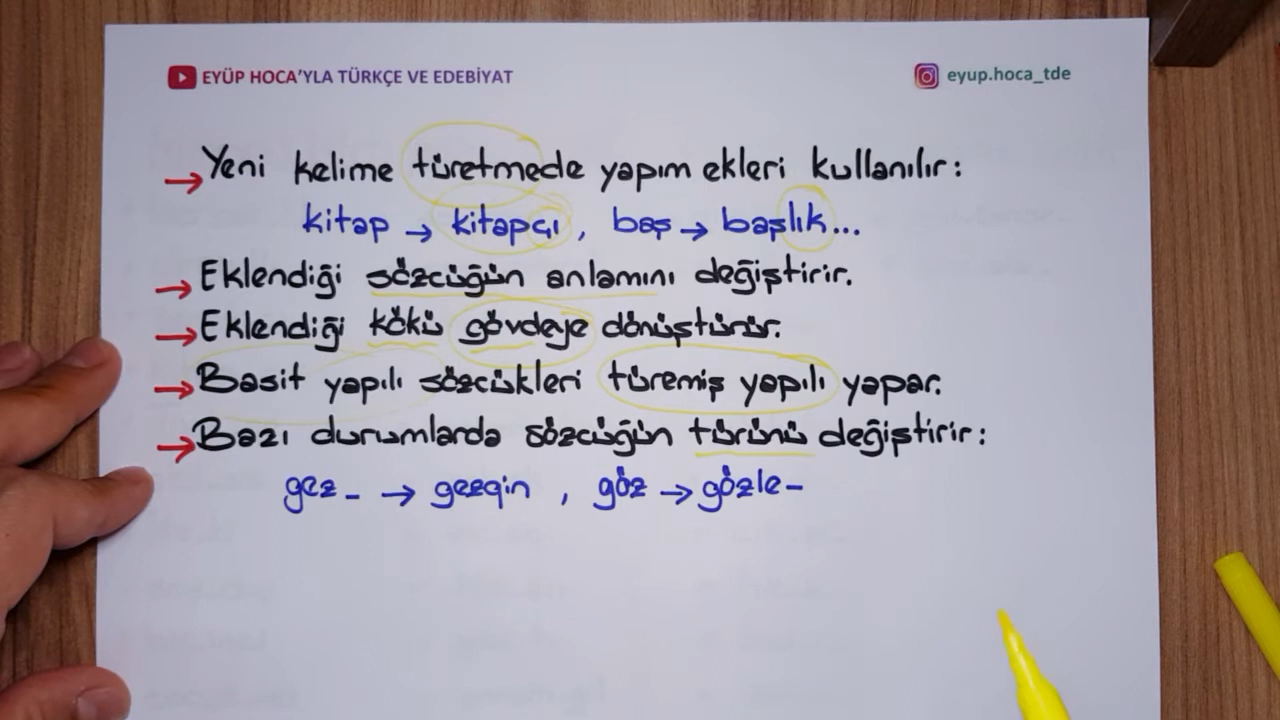 EYÜP HOCA'YLA TÜRKÇE VE EDEBİYAT
eyup.hoca_tde
→ Yeni kelime türetmede yapım ekleri kullanılır:
kitap → kitapçı, baş → başlık...
→ Eklendiği sözcüğün anlamını değiştirir.
→ Eklendiği kökü gövdeye dönüştürür.
→ Basit yapılı sözcükleri türemiş yapılı yapar.
→ Bazı durumlarda sözcüğün türünü değiştirir:
gez- → gezgin, göz → gözle-